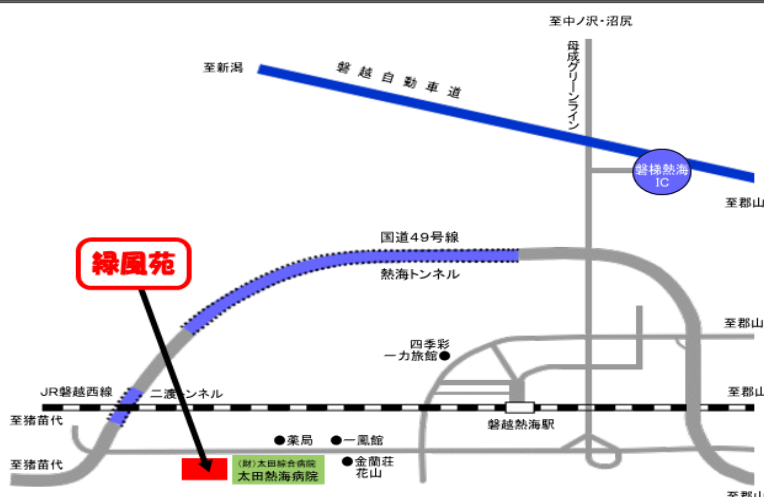 至中ノ沢・沼尻
母成グリーンライン
至新潟
磐越自動車道
磐梯熱海
IC
至郡山
国道49号線
緑風苑
熱海トンネル
至郡山
四季彩
一力旅館●
JR磐越西線
二渡トンネル
至郡山
至猪苗代
磐越熱海駅
●薬局
●一鳳館
至猪苗代
(財)太田綜合病院
太田熱海病院
●金蘭荘
花山
至郡山